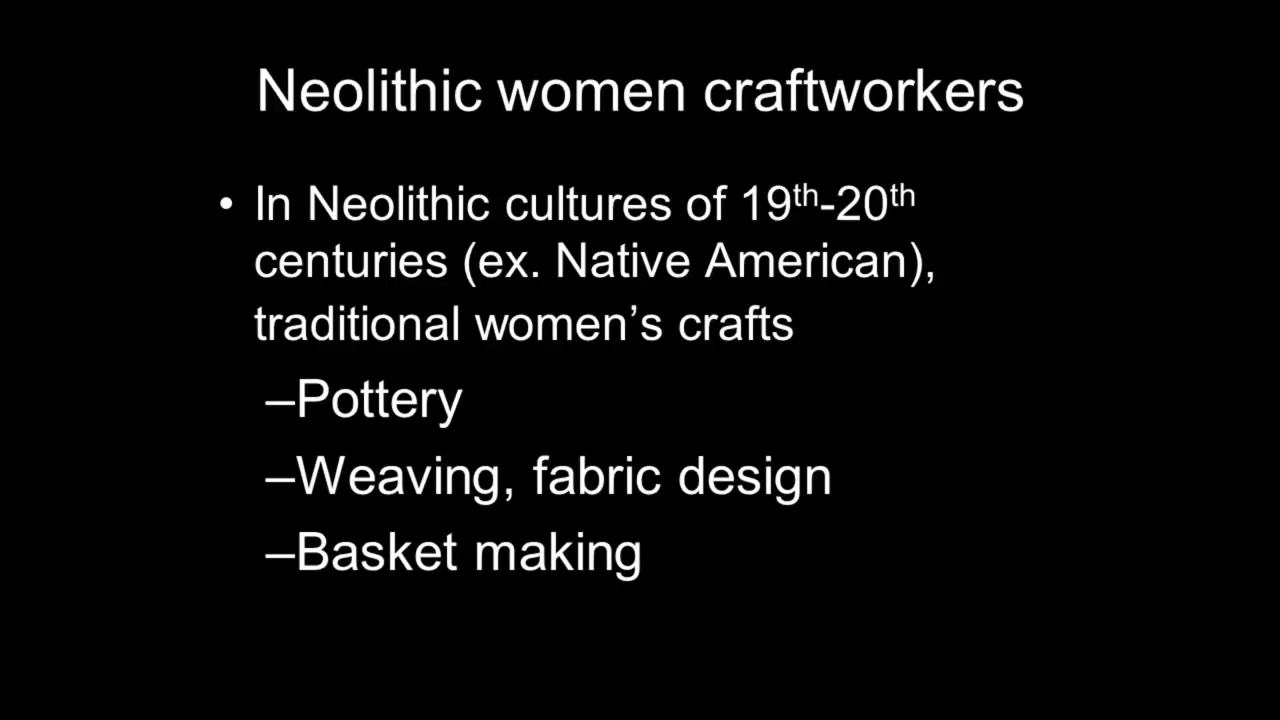 Neolithic women craftworkers
• In Neolithic cultures of 19th-20th
centuries (ex. Native American),
traditional women’s crafts
–Pottery
–Weaving, fabric design
–Basket making